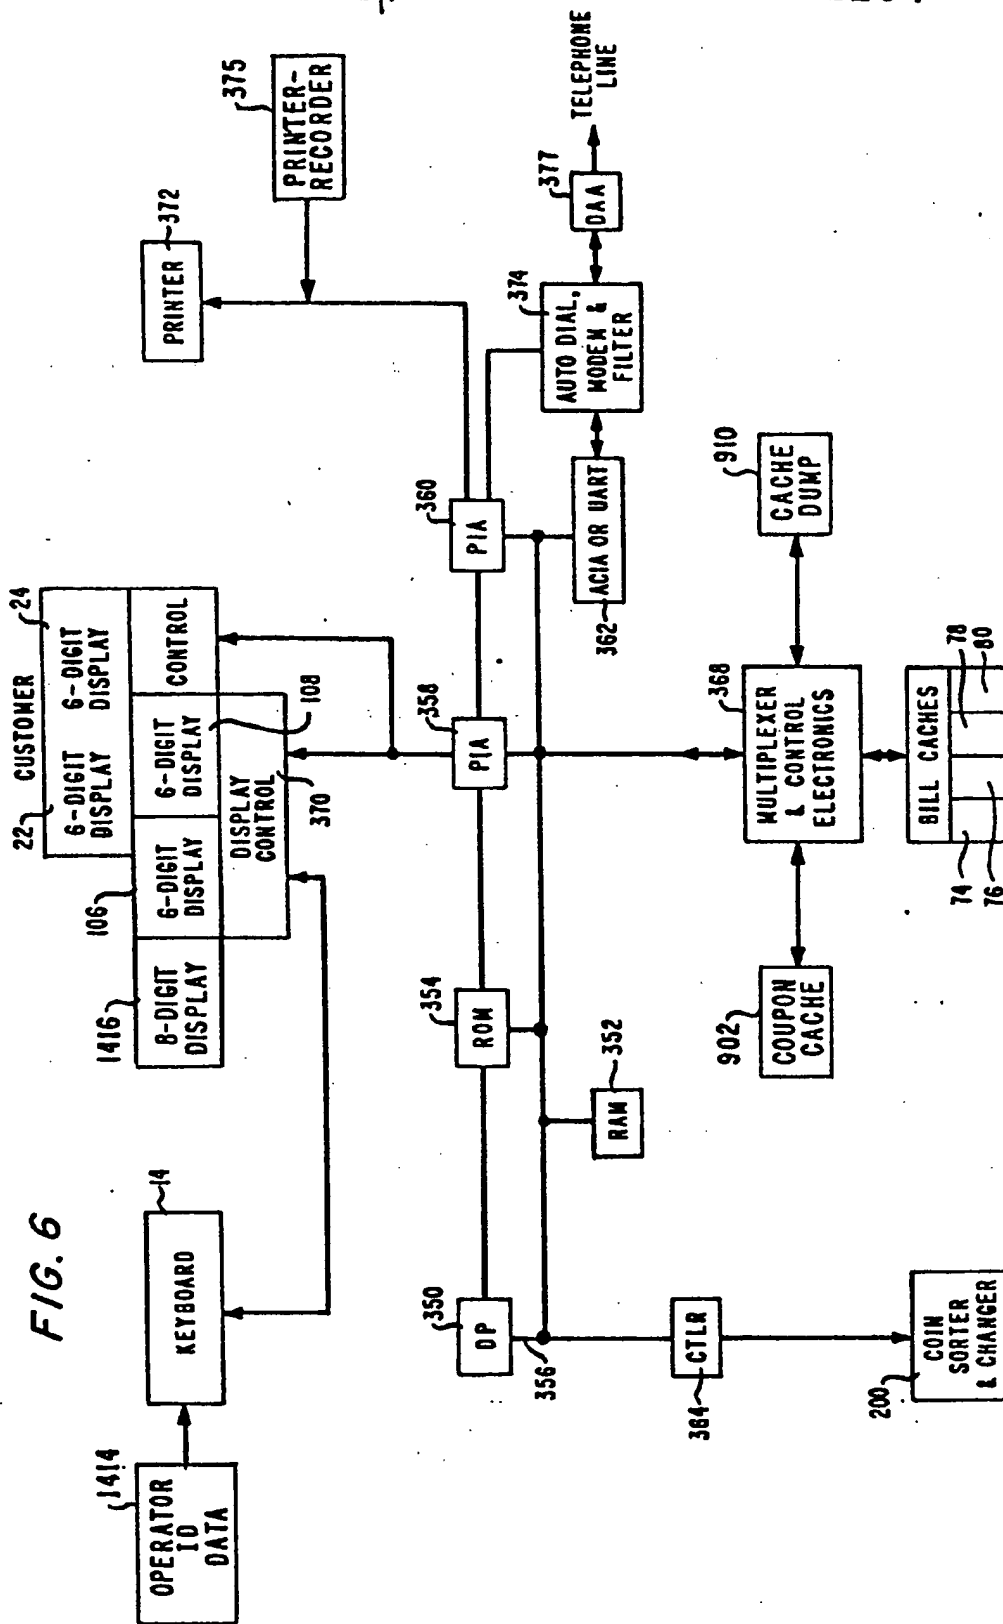 FIG. 6
1414
OPERATOR
ID
DATA
14
KEYBOARD
1416
8-DIGIT
DISPLAY
106
6-DIGIT
DISPLAY
22
CUSTOMER
24
6-DIGIT
DISPLAY
6-DIGIT
DISPLAY
6-DIGIT
DISPLAY
108
CONTROL
DISPLAY
CONTROL
370
372
PRINTER
375
PRINTER-
RECORDER
350
DP
356
354
ROM
352
RAM
358
PIA
360
PIA
362
ACIA OR UART
374
AUTO DIAL,
MODEM &
FILTER
377
DAA
TELEPHONE
LINE
364
CTLR
200
COIN
SORTER
& CHANGER
902
COUPON
CACHE
368
MULTIPLEXER
& CONTROL
ELECTRONICS
910
CACHE
DUMP
BILL CACHES
74
76
78
80